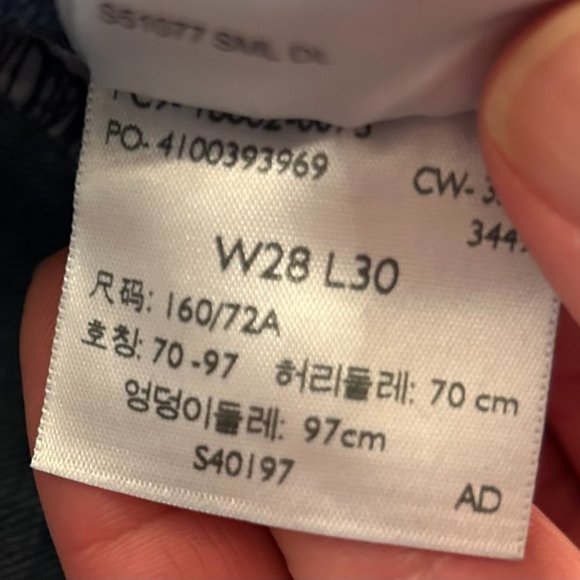 PO- 4100393969
CW-
W28 L30
尺码: 160/72A
호칭: 70 -97 허리둘레: 70 cm
엉덩이둘레: 97cm
S40197
AD